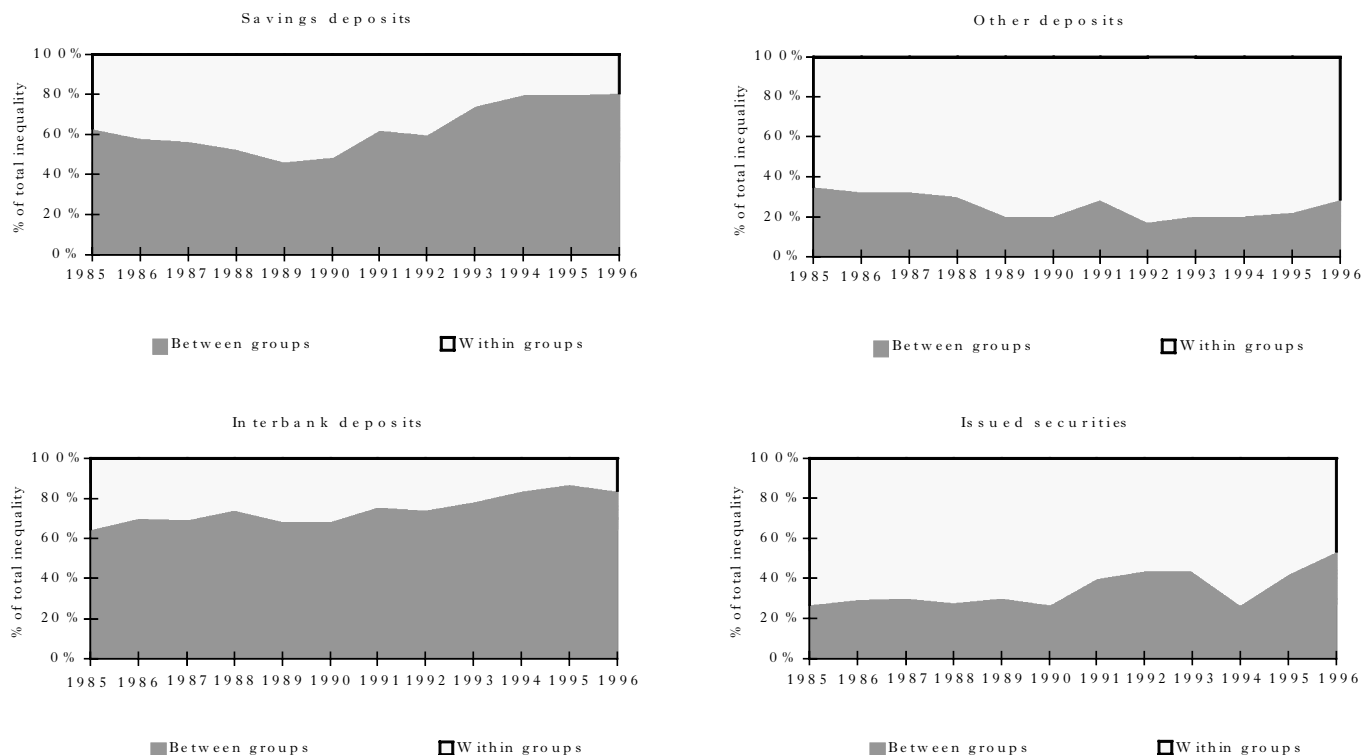 Savings deposits
% of total inequality
100%
80%
60%
40%
20%
0%
1985 1986 1987 1988 1989 1990 1991 1992 1993 1994 1995 1996
Between groups Within groups
Other deposits
% of total inequality
100%
80%
60%
40%
20%
0%
1985 1986 1987 1988 1989 1990 1991 1992 1993 1994 1995 1996
Between groups Within groups
Interbank deposits
% of total inequality
100%
80%
60%
40%
20%
0%
1985 1986 1987 1988 1989 1990 1991 1992 1993 1994 1995 1996
Between groups Within groups
Issued securities
% of total inequality
100%
80%
60%
40%
20%
0%
1985 1986 1987 1988 1989 1990 1991 1992 1993 1994 1995 1996
Between groups Within groups